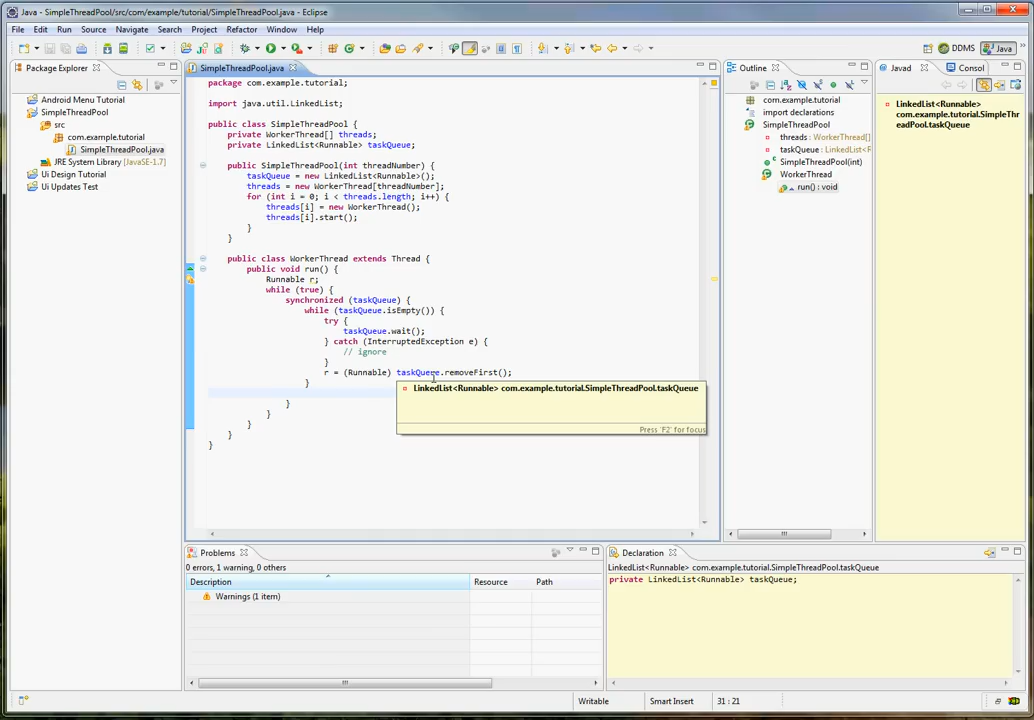 Java - SimpleThreadPool/src/com/example/tutorial/SimpleThreadPool.java - Eclipse
File Edit Run Source Navigate Search Project Refactor Window Help
DDMS Java
Package Explorer
Android Menu Tutorial
SimpleThreadPool
src
com.example.tutorial
SimpleThreadPool.java
JRE System Library [JavaSE-1.7]
Ui Design Tutorial
Ui Updates Test
SimpleThreadPool.java
package com.example.tutorial;
import java.util.LinkedList;
public class SimpleThreadPool {
private WorkerThread[] threads;
private LinkedList<Runnable> taskQueue;
public SimpleThreadPool(int threadNumber) {
taskQueue = new LinkedList<Runnable>();
threads = new WorkerThread[threadNumber];
for (int i = 0; i < threads.length; i++) {
threads[i] = new WorkerThread();
threads[i].start();
}
}
public class WorkerThread extends Thread {
public void run() {
Runnable r;
while (true) {
synchronized (taskQueue) {
while (taskQueue.isEmpty()) {
try {
taskQueue.wait();
} catch (InterruptedException e) {
// ignore
}
r = (Runnable) taskQueue.removeFirst();
}
}
}
}
}
}
LinkedList<Runnable> com.example.tutorial.SimpleThreadPool.taskQueue
Press 'F2' for focus
Outline
com.example.tutorial
import declarations
SimpleThreadPool
threads : WorkerThread[]
taskQueue : LinkedList<R
SimpleThreadPool(int)
WorkerThread
run() : void
Javad
Consol
LinkedList<Runnable>
com.example.tutorial.SimpleThr
eadPool.taskQueue
Problems
0 errors, 1 warning, 0 others
Description Resource Path
Warnings (1 item)
Declaration
LinkedList<Runnable> com.example.tutorial.SimpleThreadPool.taskQueue
private LinkedList<Runnable> taskQueue;
Writable Smart Insert 31 : 21